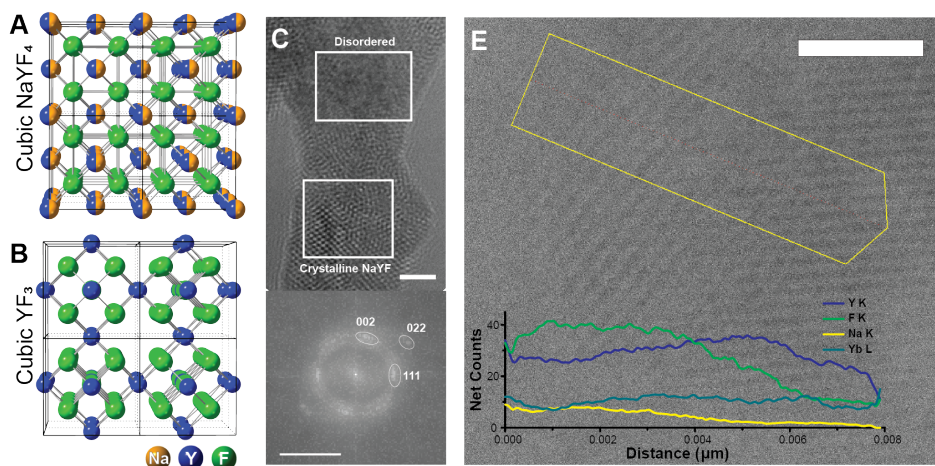 A
Cubic NaYF₄
B
Cubic YF₃
Na Y F
C
Disordered
Crystalline NaYF
002
022
111
E
Y K
F K
Na K
Yb L
Net Counts
40
20
0
0.000 0.002 0.004 0.006 0.008
Distance (µm)